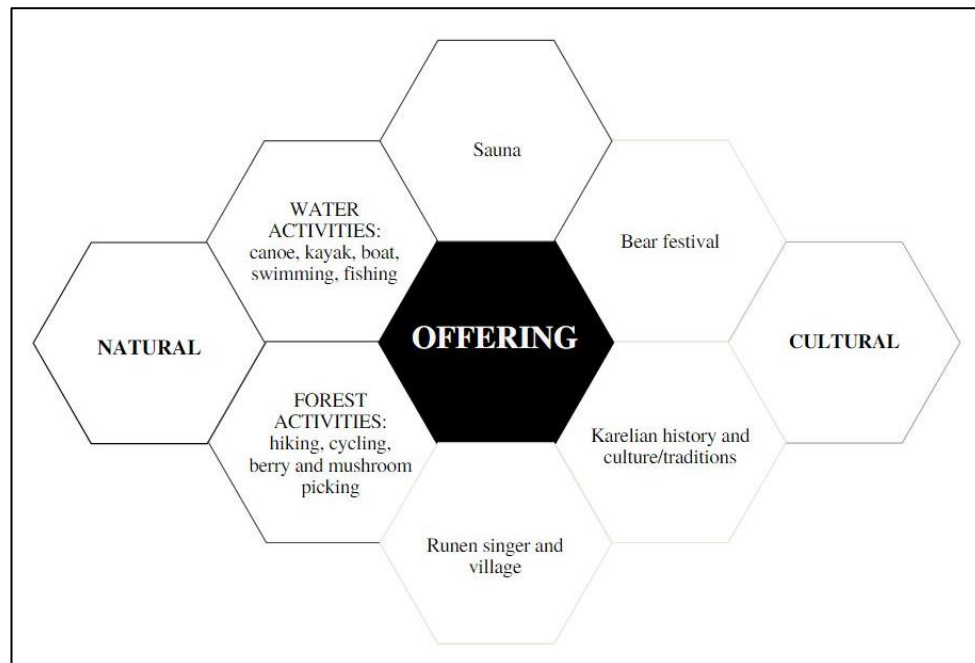 Sauna
WATER
ACTIVITIES:
canoe, kayak, boat,
swimming, fishing
Bear festival
NATURAL
OFFERING
CULTURAL
FOREST
ACTIVITIES:
hiking, cycling,
berry and mushroom
picking
Karelian history and
culture/traditions
Runen singer and
village